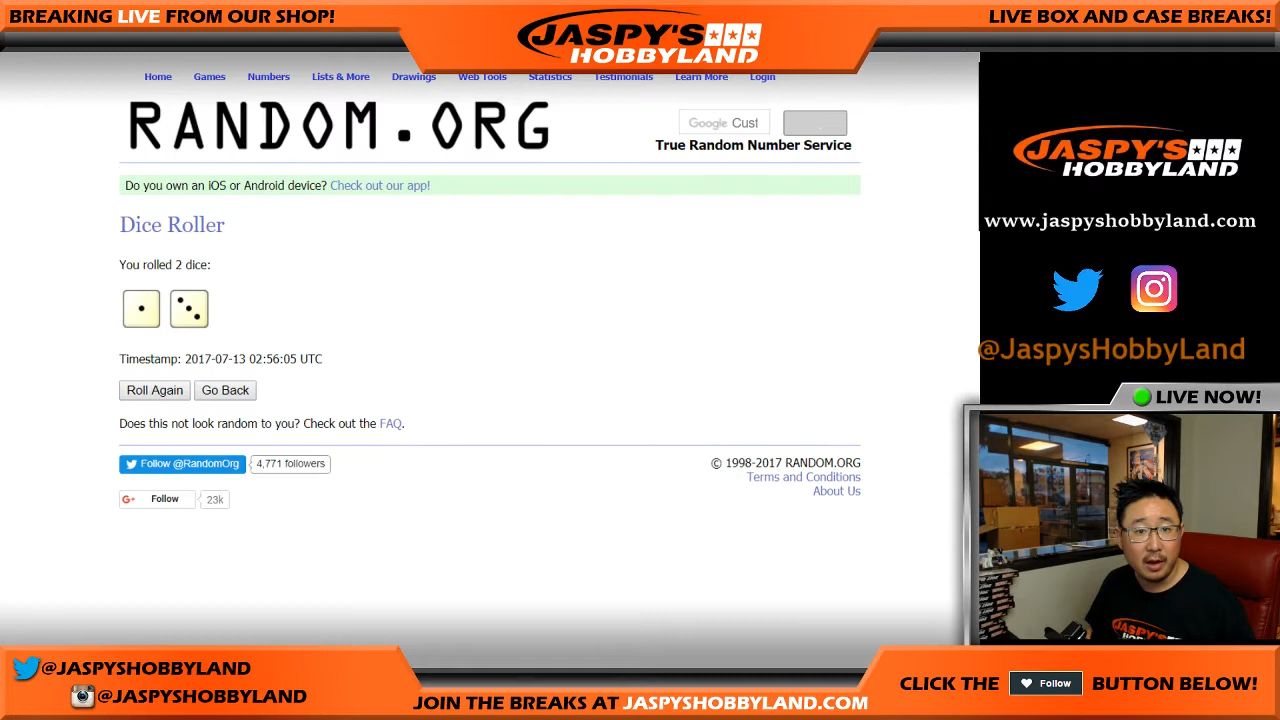 BREAKING LIVE FROM OUR SHOP!
JASPY'S
HOBBYLAND
LIVE BOX AND CASE BREAKS!
Home Games Numbers Lists & More Drawings Web Tools Statistics Testimonials Learn More Login
RANDOM.ORG
Google Cust
True Random Number Service
Do you own an iOS or Android device? Check out our app!
Dice Roller
You rolled 2 dice:
Timestamp: 2017-07-13 02:56:05 UTC
Roll Again Go Back
Does this not look random to you? Check out the FAQ.
Follow @RandomOrg 4,771 followers
G+ Follow 23k
© 1998-2017 RANDOM.ORG
Terms and Conditions
About Us
JASPY'S
HOBBYLAND
www.jaspyshobbyland.com
@JaspysHobbyLand
LIVE NOW!
JASPY'S
HOBBYLAND
@JASPYSHOBBYLAND
@JASPYSHOBBYLAND
JOIN THE BREAKS AT JASPYSHOBBYLAND.COM
CLICK THE Follow BUTTON BELOW!